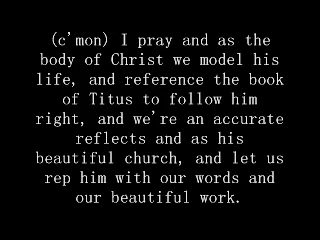 (c'mon) I pray and as the
body of Christ we model his
life, and reference the book
of Titus to follow him
right, and we're an accurate
reflects and as his
beautiful church, and let us
rep him with our words and
our beautiful work.